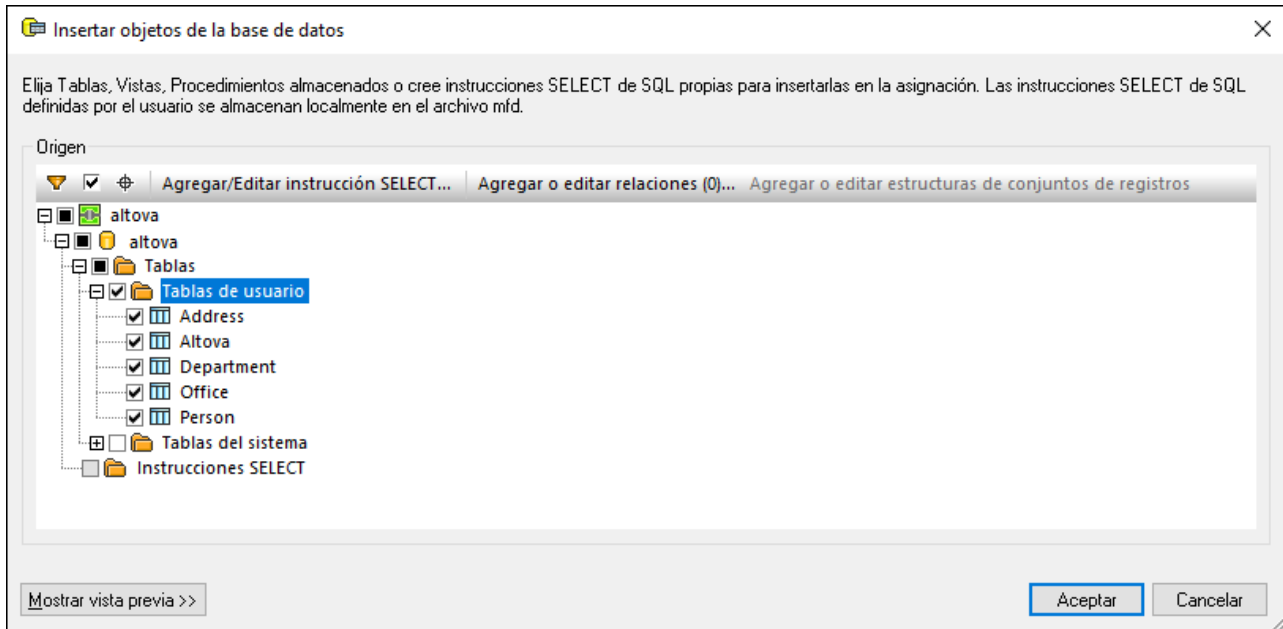 Insertar objetos de la base de datos
Elija Tablas, Vistas, Procedimientos almacenados o cree instrucciones SELECT de SQL propias para insertarlas en la asignación. Las instrucciones SELECT de SQL
definidas por el usuario se almacenan localmente en el archivo mfd.
Origen
Agregar/Editar instrucción SELECT... Agregar o editar relaciones (0)... Agregar o editar estructuras de conjuntos de registros
altova
altova
Tablas
Tablas de usuario
Address
Altova
Department
Office
Person
Tablas del sistema
Instrucciones SELECT
Mostrar vista previa >> Aceptar Cancelar